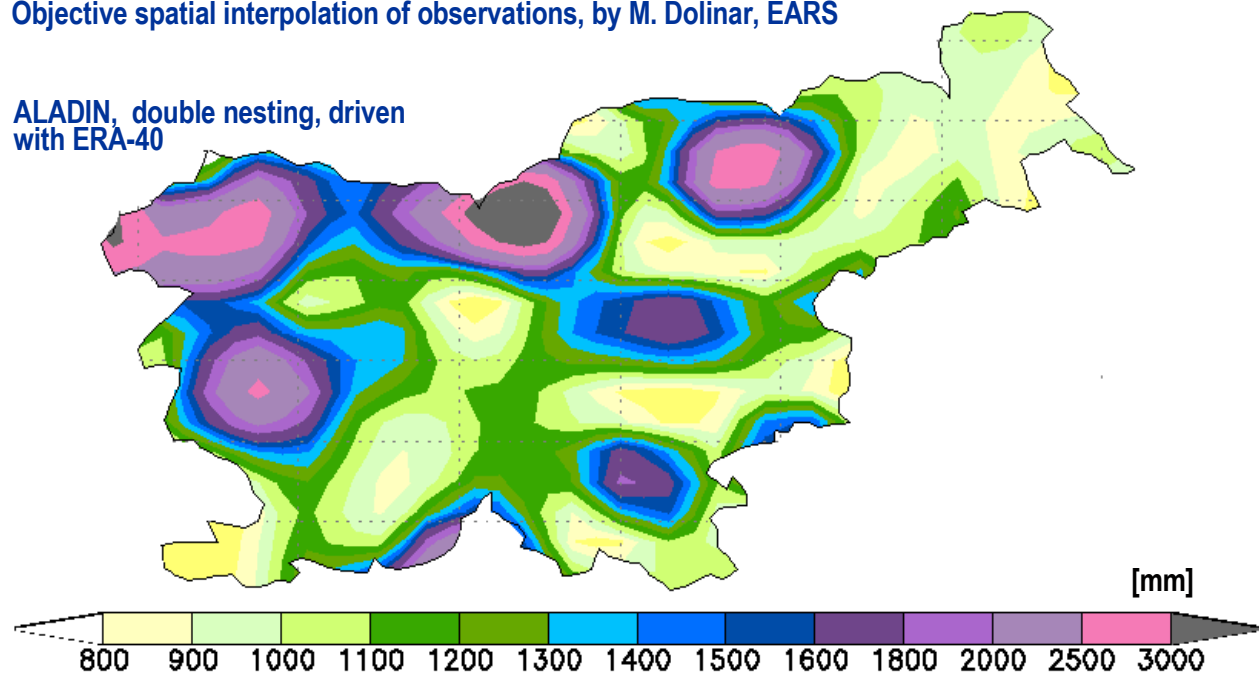 Objective spatial interpolation of observations, by M. Dolinar, EARS
ALADIN, double nesting, driven
with ERA-40
[mm]
800 900 1000 1100 1200 1300 1400 1500 1600 1800 2000 2500 3000